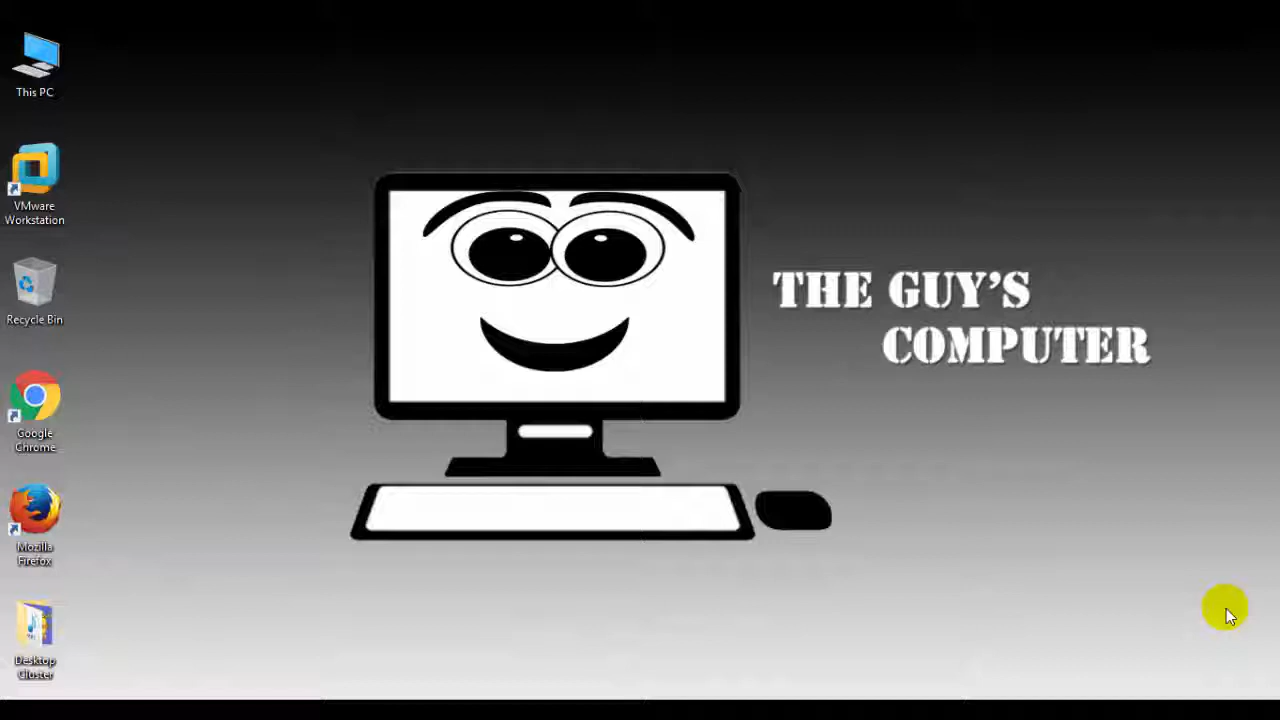 This PC
VMware
Workstation
Recycle Bin
Google
Chrome
Mozilla
Firefox
Desktop
Cluster
THE GUY’S
COMPUTER